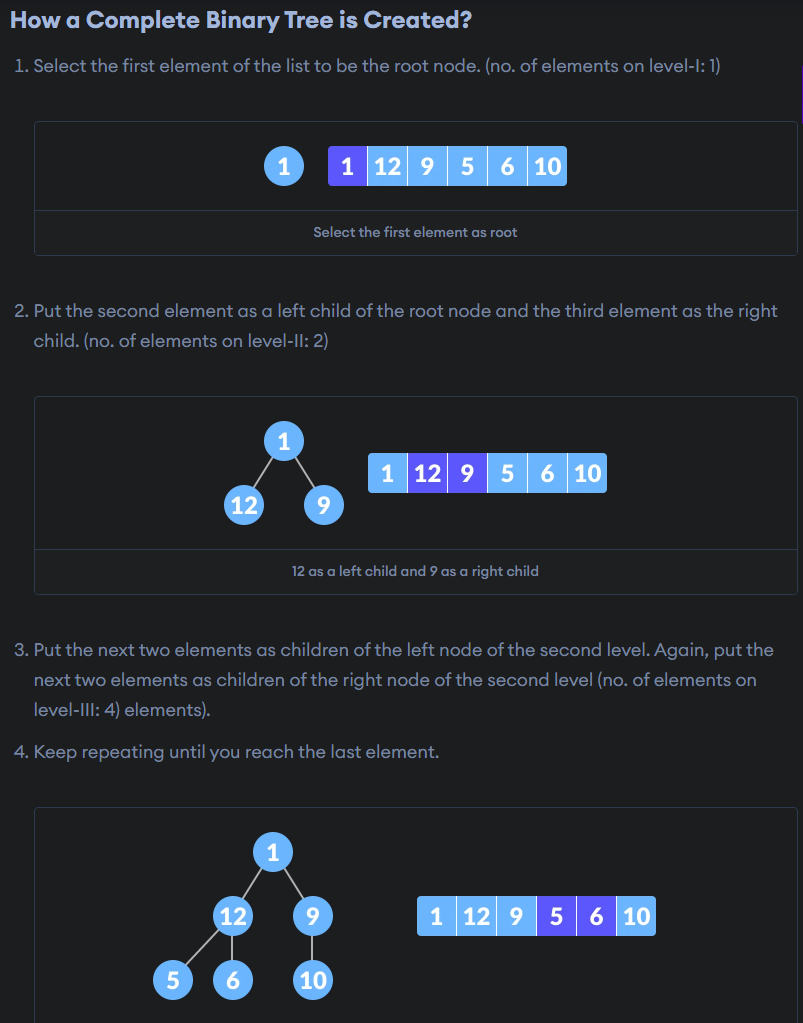 How a Complete Binary Tree is Created?
1. Select the first element of the list to be the root node. (no. of elements on level-I: 1)
1 1 12 9 5 6 10
Select the first element as root
2. Put the second element as a left child of the root node and the third element as the right
child. (no. of elements on level-II: 2)
1
1 12 9 5 6 10
12 9
12 as a left child and 9 as a right child
3. Put the next two elements as children of the left node of the second level. Again, put the
next two elements as children of the right node of the second level (no. of elements on
level-III: 4) elements).
4. Keep repeating until you reach the last element.
1
12 9 1 12 9 5 6 10
5 6 10